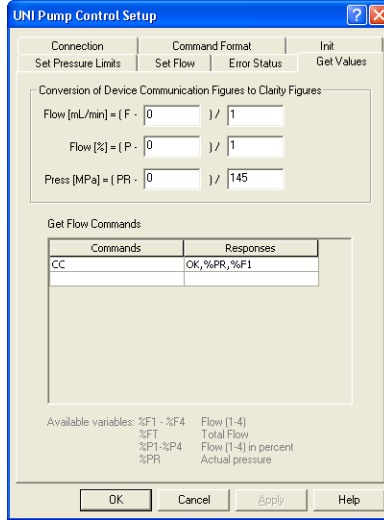 UNI Pump Control Setup
Connection Command Format Init
Set Pressure Limits Set Flow Error Status Get Values
Conversion of Device Communication Figures to Clarity Figures
Flow [mL/min] = ( F - 0 ) / 1
Flow [%] = ( P - 0 ) / 1
Press [MPa] = ( PR - 0 ) / 145
Get Flow Commands
Commands Responses
CC OK,%PR,%F1
Available variables: %F1 - %F4 Flow (1-4)
%FT Total Flow
%P1-%P4 Flow (1-4) in percent
%PR Actual pressure
OK Cancel Apply Help